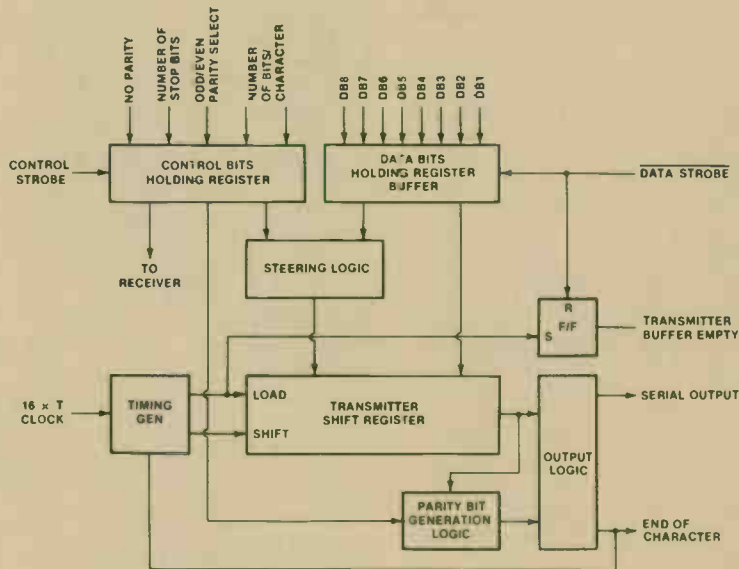 NO PARITY
NUMBER OF
STOP BITS
ODD/EVEN
PARITY SELECT
NUMBER
OF BITS/
CHARACTER
DB8
DB7
DB6
DB5
DB4
DB3
DB2
DB1
CONTROL
STROBE
CONTROL BITS
HOLDING REGISTER
DATA BITS
HOLDING REGISTER
BUFFER
DATA STROBE
TO
RECEIVER
STEERING LOGIC
R
F/F
S
TRANSMITTER
BUFFER EMPTY
16 × T
CLOCK
TIMING
GEN
LOAD
SHIFT
TRANSMITTER
SHIFT REGISTER
SERIAL OUTPUT
OUTPUT
LOGIC
PARITY BIT
GENERATION
LOGIC
END OF
CHARACTER